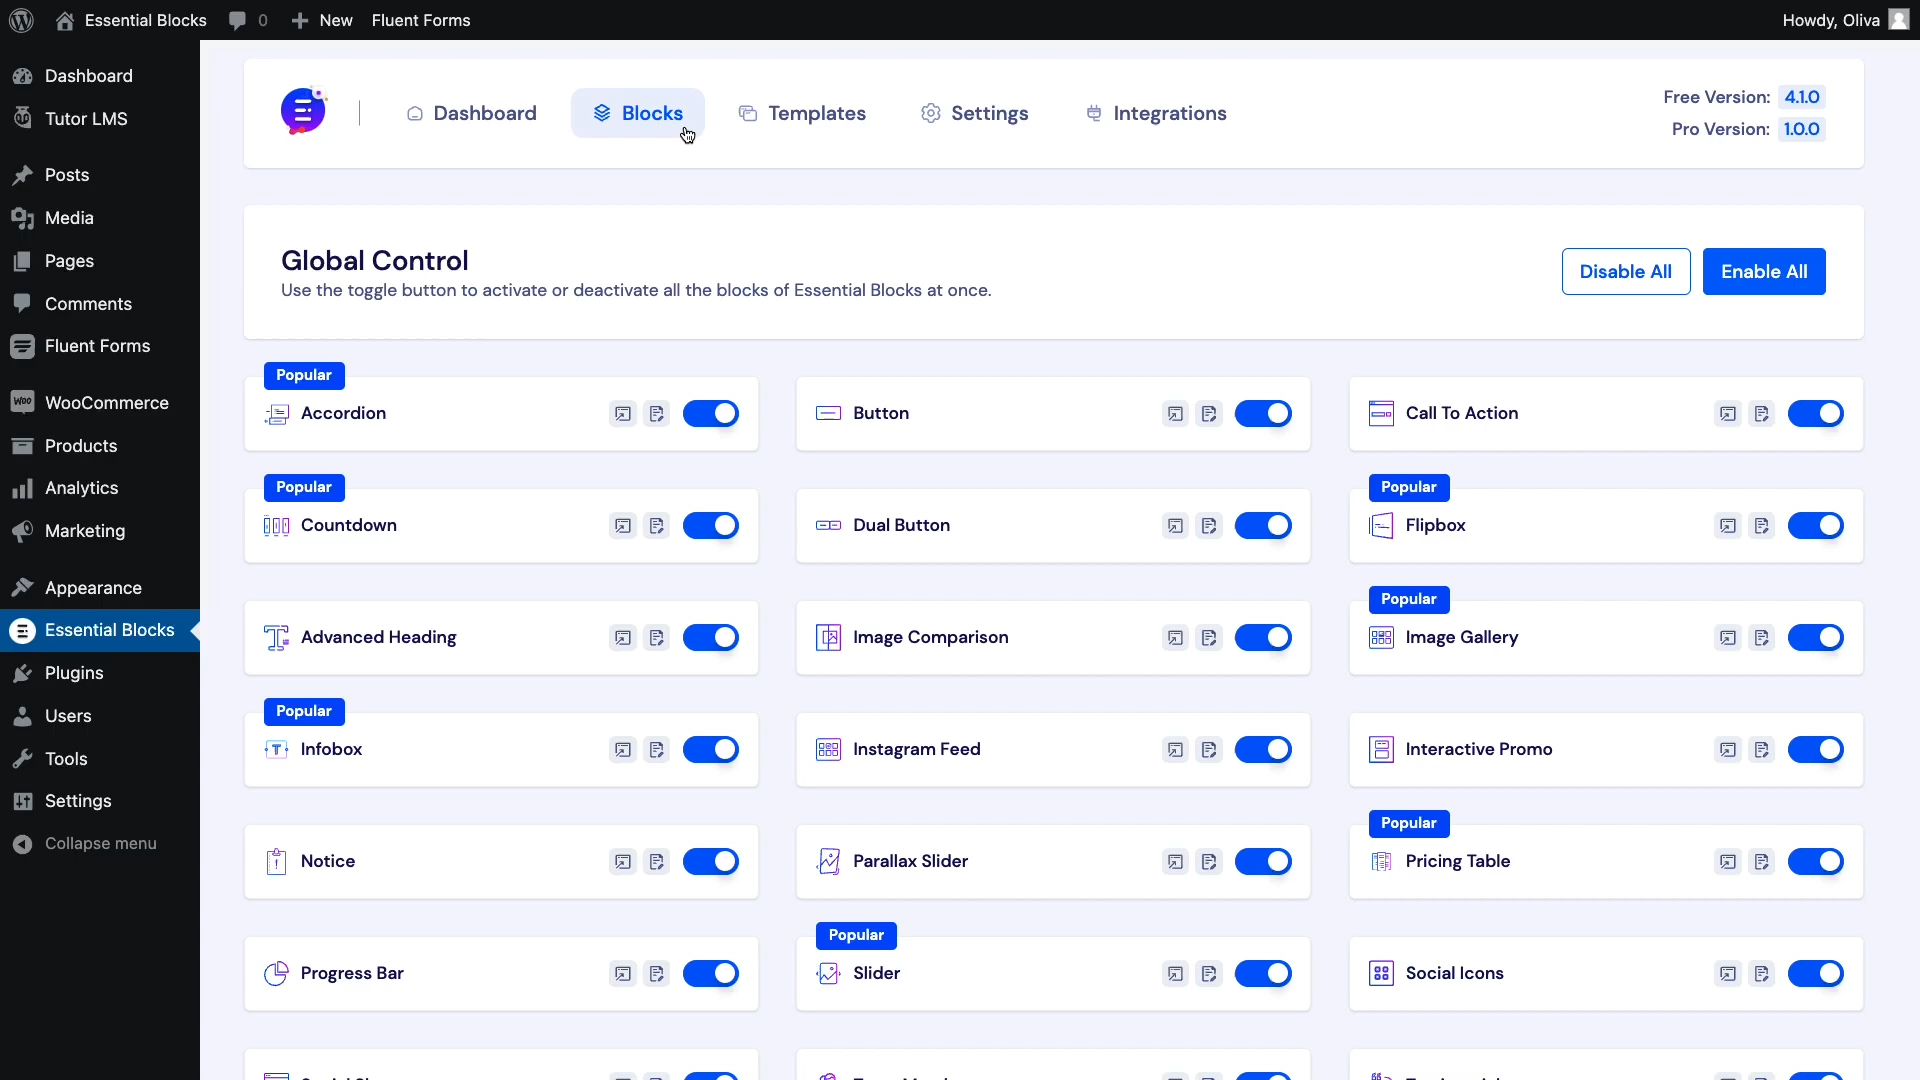 Essential Blocks
0
New
Fluent Forms
Howdy, Oliva
Dashboard
Tutor LMS
Posts
Media
Pages
Comments
Fluent Forms
WooCommerce
Products
Analytics
Marketing
Appearance
Essential Blocks
Plugins
Users
Tools
Settings
Collapse menu
Dashboard
Blocks
Templates
Settings
Integrations
Free Version: 4.1.0
Pro Version: 1.0.0
Global Control
Use the toggle button to activate or deactivate all the blocks of Essential Blocks at once.
Disable All
Enable All
Popular
Accordion
Button
Call To Action
Popular
Countdown
Dual Button
Popular
Flipbox
Advanced Heading
Image Comparison
Popular
Image Gallery
Popular
Infobox
Instagram Feed
Interactive Promo
Notice
Parallax Slider
Popular
Pricing Table
Progress Bar
Popular
Slider
Social Icons